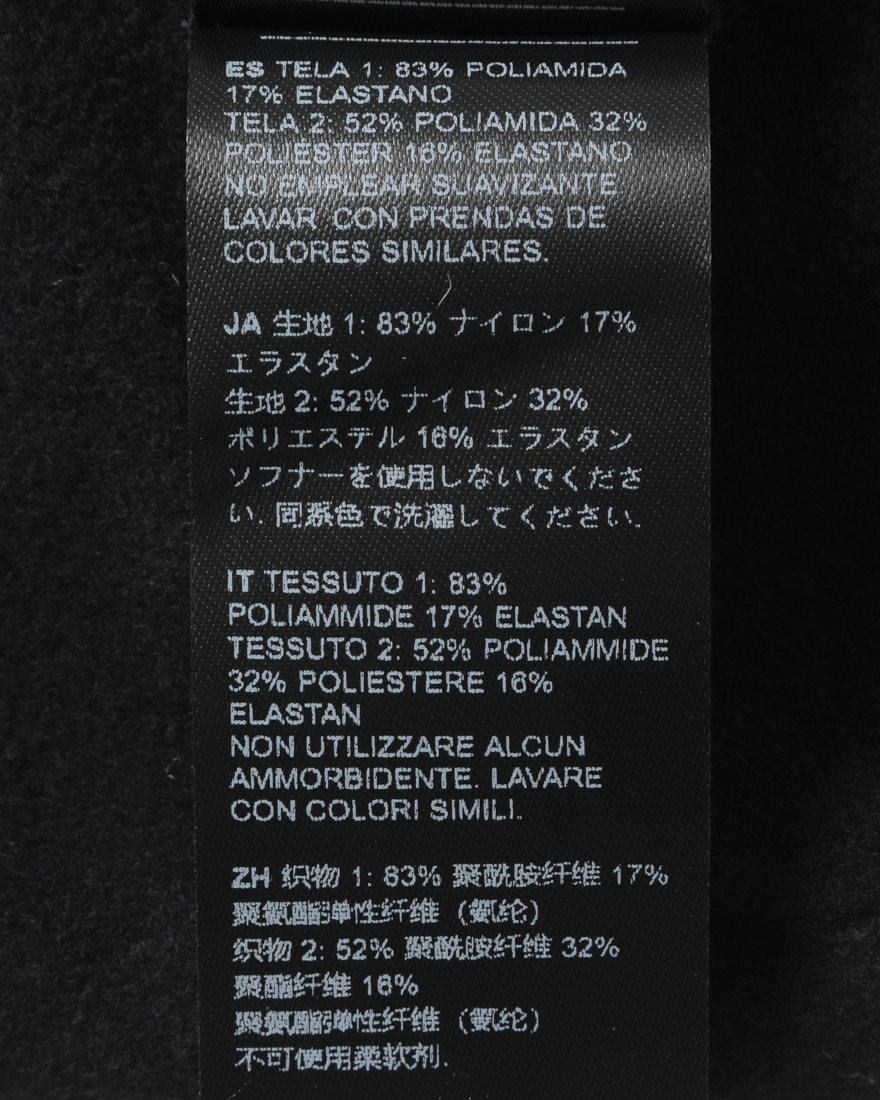 ES TELA 1: 83% POLIAMIDA
17% ELASTANO
TELA 2: 52% POLIAMIDA 32%
POLIESTER 16% ELASTANO
NO EMPLEAR SUAVIZANTE
LAVAR CON PRENDAS DE
COLORES SIMILARES.
JA 生地 1: 83% ナイロン 17%
エラスタン
生地 2: 52% ナイロン 32%
ポリエステル 16% エラスタン
ソフナーを使用しないでくださ
い. 同系色で洗濯してください.
IT TESSUTO 1: 83%
POLIAMMIDE 17% ELASTAN
TESSUTO 2: 52% POLIAMMIDE
32% POLIESTERE 16%
ELASTAN
NON UTILIZZARE ALCUN
AMMORBIDENTE. LAVARE
CON COLORI SIMILI.
ZH 织物 1: 83% 聚酰胺纤维 17%
聚氨酯弹性纤维（氨纶）
织物 2: 52% 聚酰胺纤维 32%
聚酯纤维 16%
聚氨酯弹性纤维（氨纶）
不可使用柔软剂.